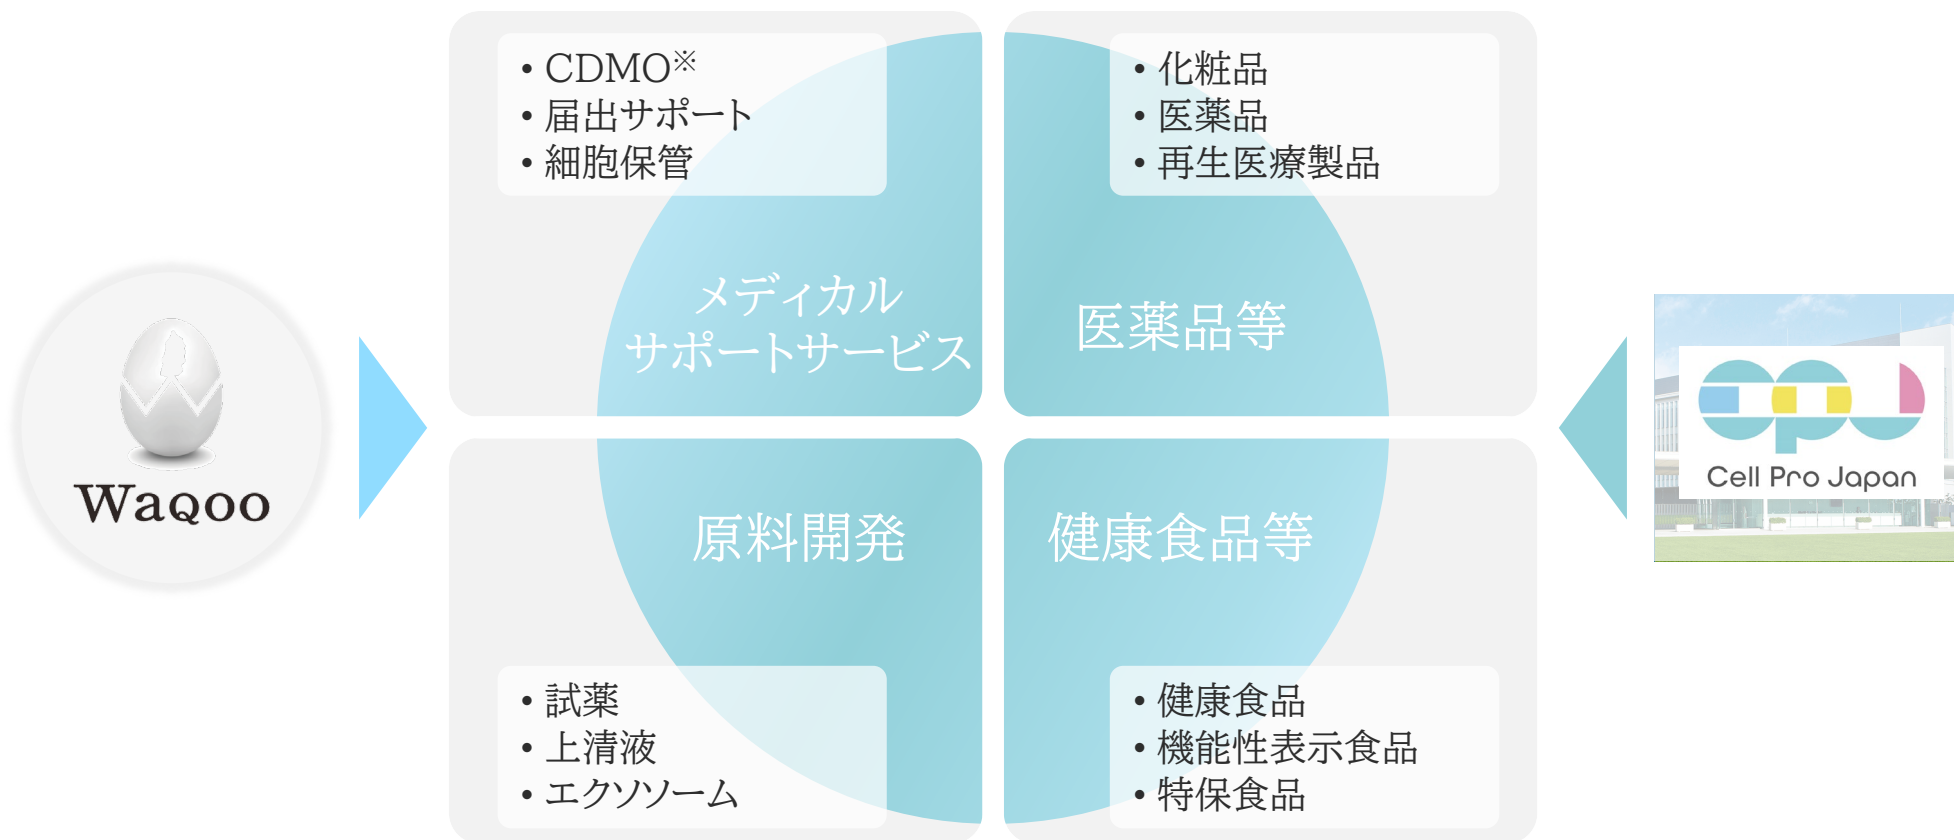 • CDMO※
• 届出サポート
• 細胞保管
メディカル
サポートサービス
• 化粧品
• 医薬品
• 再生医療製品
医薬品等
Waqoo
Cell Pro Japan
原料開発
• 試薬
• 上清液
• エクソソーム
健康食品等
• 健康食品
• 機能性表示食品
• 特保食品